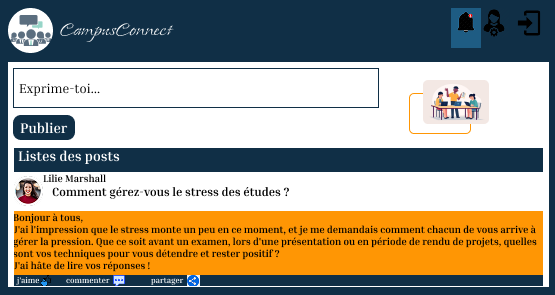 CampusConnect
Exprime-toi...
Publier
Listes des posts
Lilie Marshall
Comment gérez-vous le stress des études ?
Bonjour à tous,
J'ai l'impression que le stress monte un peu en ce moment, et je me demandais comment chacun de vous arrive à
gérer la pression. Que ce soit avant un examen, lors d'une présentation ou en période de rendu de projets, quelles
sont vos techniques pour vous détendre et rester positif ?
J'ai hâte de lire vos réponses !
j'aime commenter partager